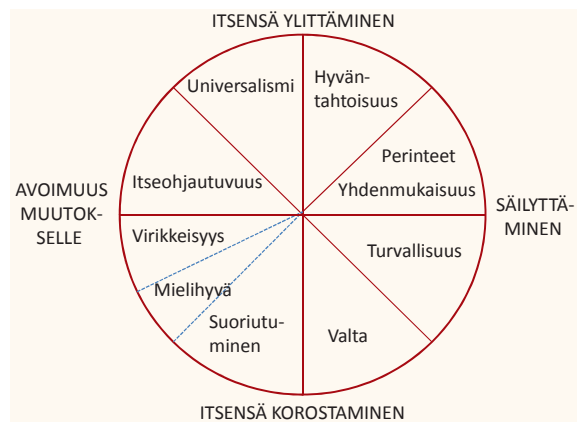 ITSENSÄ YLITTÄMINEN
Universalismi
Hyvän-
tahtoisuus
Perinteet
Yhdenmukaisuus
Itseohjautuvuus
AVOIMUUS
MUUTOK-
SELLE
SÄILYTTÄ-
MINEN
Virikkeisyys
Mielihyvä
Suoriutu-
minen
Turvallisuus
Valta
ITSENSÄ KOROSTAMINEN